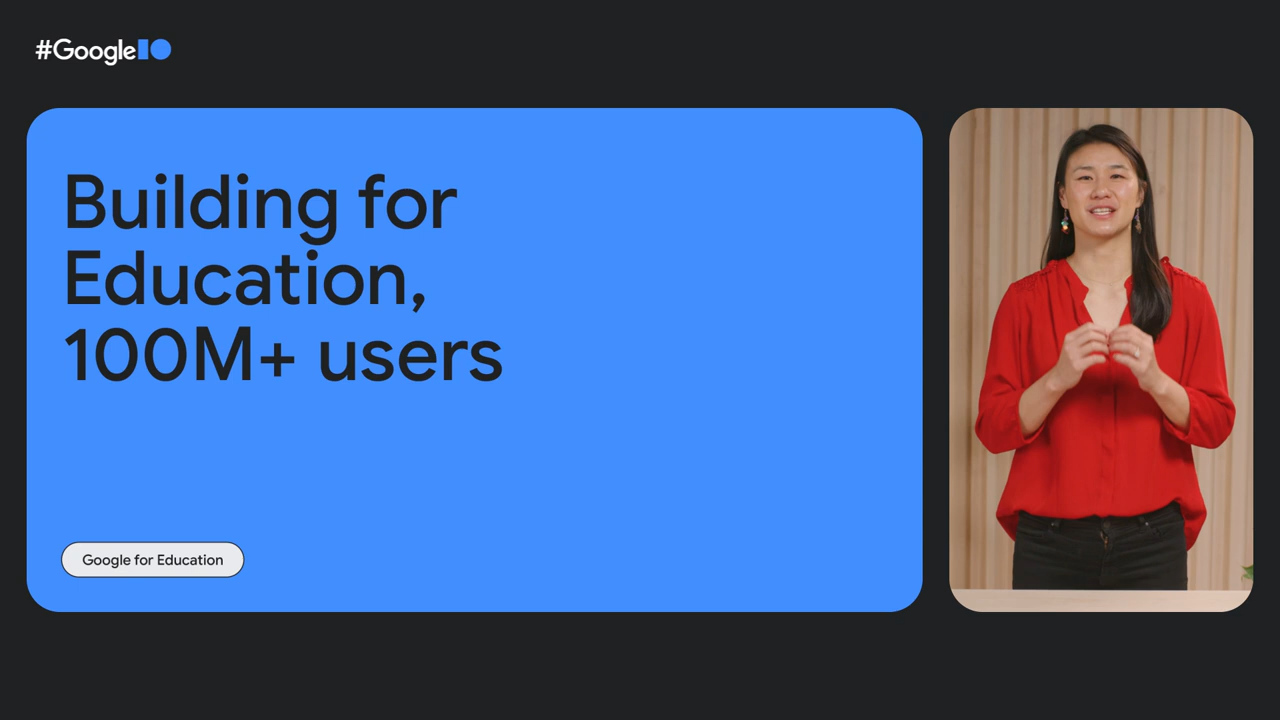 #GoogleIO
Building for
Education,
100M+ users
Google for Education